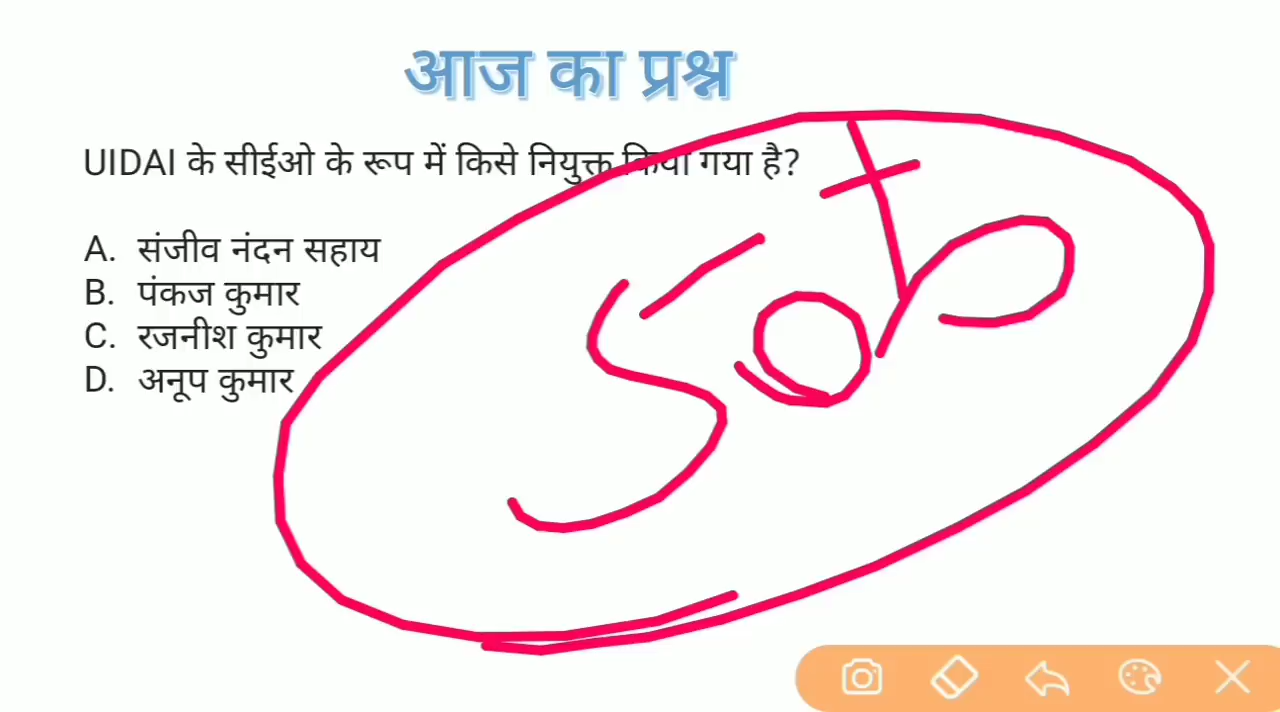 आज का प्रश्न
UIDAI के सीईओ के रूप में किसे नियुक्त किया गया है?
A. संजीव नंदन सहाय
B. पंकज कुमार
C. रजनीश कुमार
D. अनूप कुमार